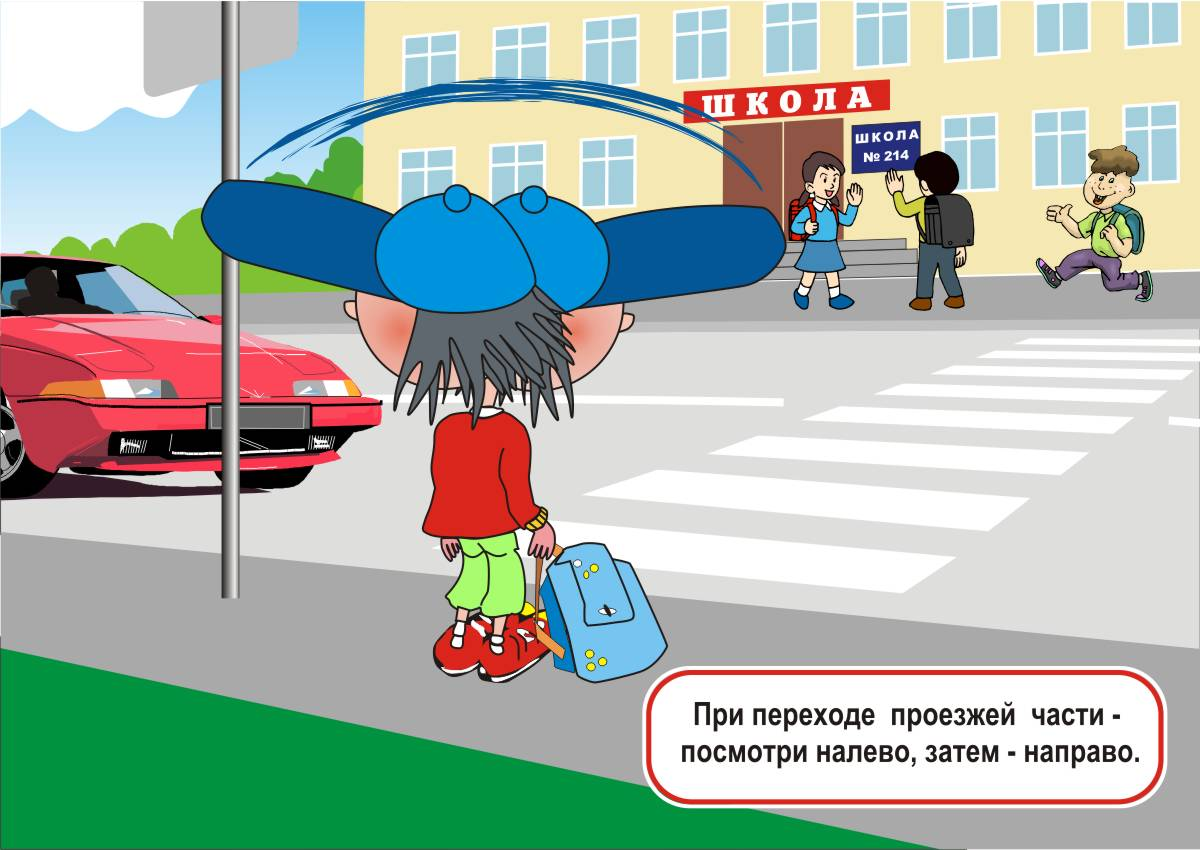 ШКОЛА
ШКОЛА
№ 214
При переходе проезжей части -
посмотри налево, затем - направо.